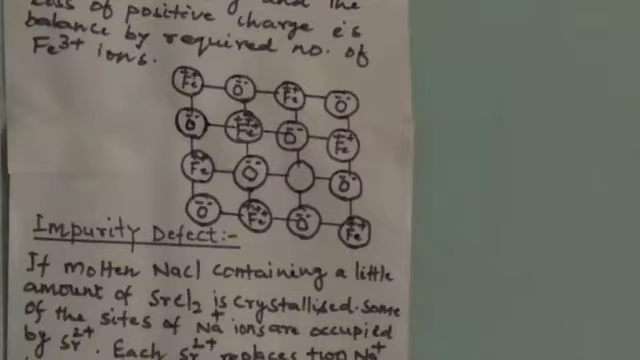 Loss of positive charge is
balance by required no. of
Fe3+ ions.
Fe++ O-- Fe++ O--
O-- Fe+++ O-- Fe++
Fe++ O-- O--
O-- Fe++ O-- Fe++
Impurity Defect:-
If molten NaCl containing a little
amount of SrCl2 is crystallised. some
of the sites of Na+ ions are occupied
by Sr2+. Each Sr2+ replaces two Na+